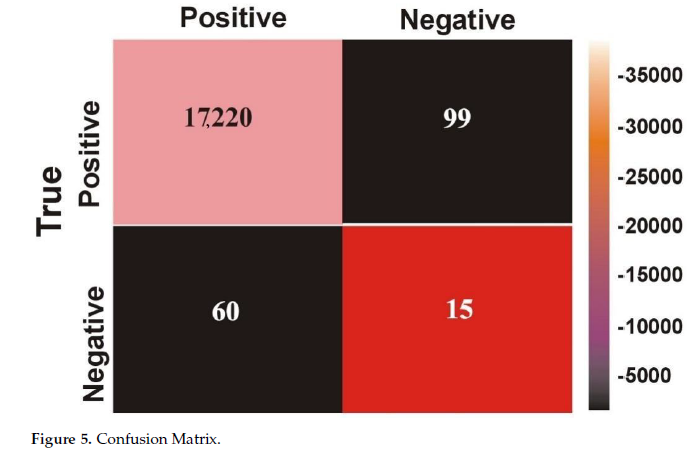 Positive Negative
True
Positive
17,220 99
Negative
60 15
-35000
-30000
-25000
-20000
-15000
-10000
-5000
Figure 5. Confusion Matrix.